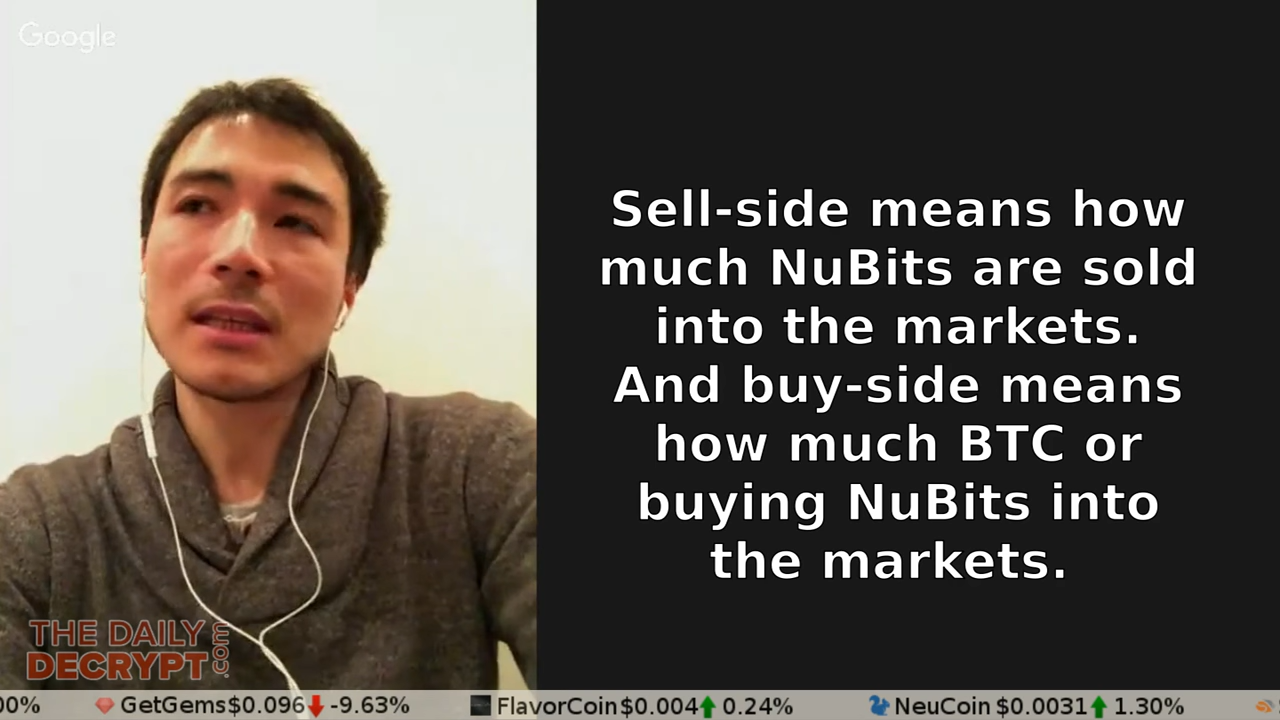 Google
Sell-side means how
much NuBits are sold
into the markets.
And buy-side means
how much BTC or
buying NuBits into
the markets.
THE DAILY
DECRYPT.com
00% GetGems $0.096 -9.63% FlavorCoin $0.004 0.24% NeuCoin $0.0031 1.30%